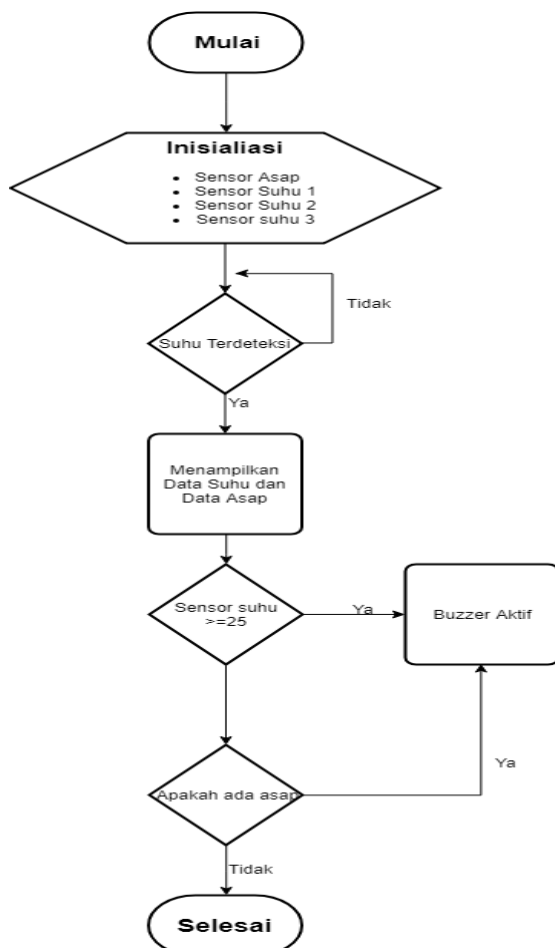 Mulai
Inisialiasi
• Sensor Asap
• Sensor Suhu 1
• Sensor Suhu 2
• Sensor suhu 3
Tidak
Suhu Terdeteksi
Ya
Menampilkan
Data Suhu dan
Data Asap
Sensor suhu
>=25
Ya
Buzzer Aktif
Ya
Apakah ada asap
Tidak
Selesai